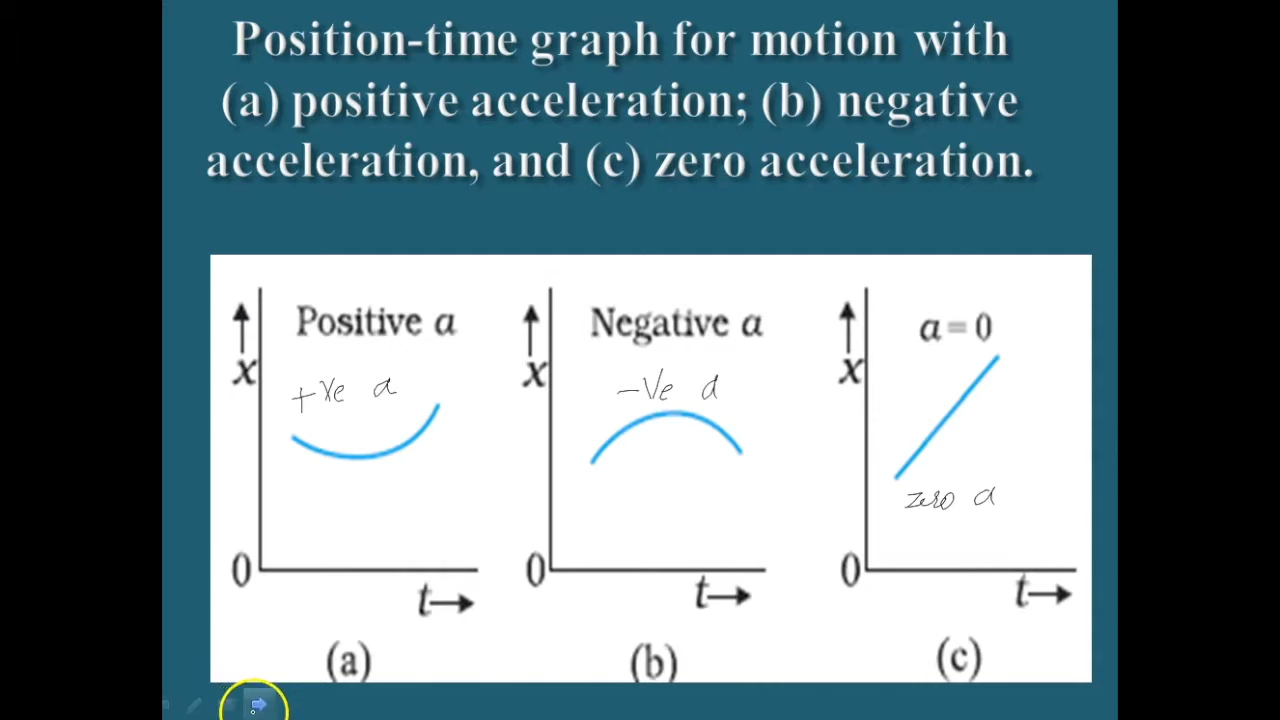 Position-time graph for motion with
(a) positive acceleration; (b) negative
acceleration, and (c) zero acceleration.
Positive a
x
+ve a
0
t
(a)
Negative a
x
-ve a
0
t
(b)
a = 0
x
zero a
0
t
(c)